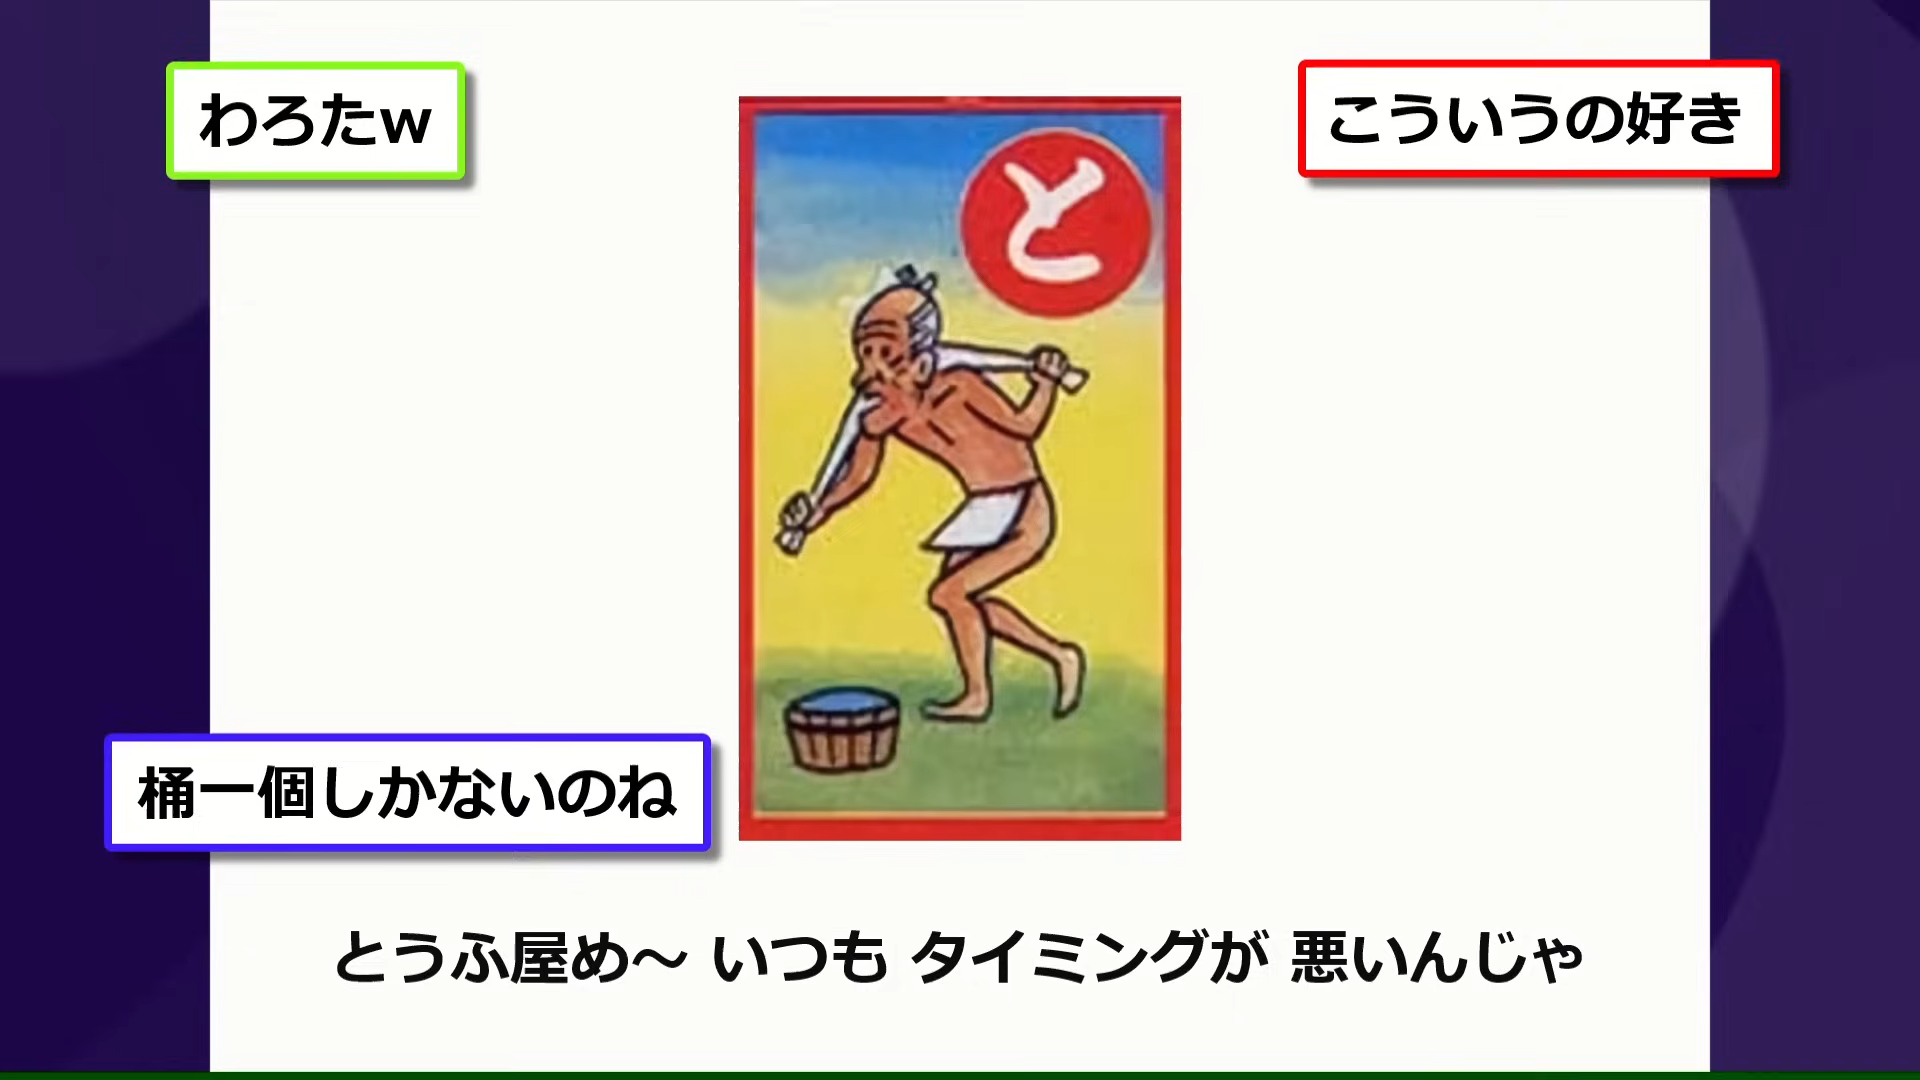 わろたw
こういうの好き
と
桶一個しかないのね
とうふ屋め～ いつも タイミングが 悪いんじゃ